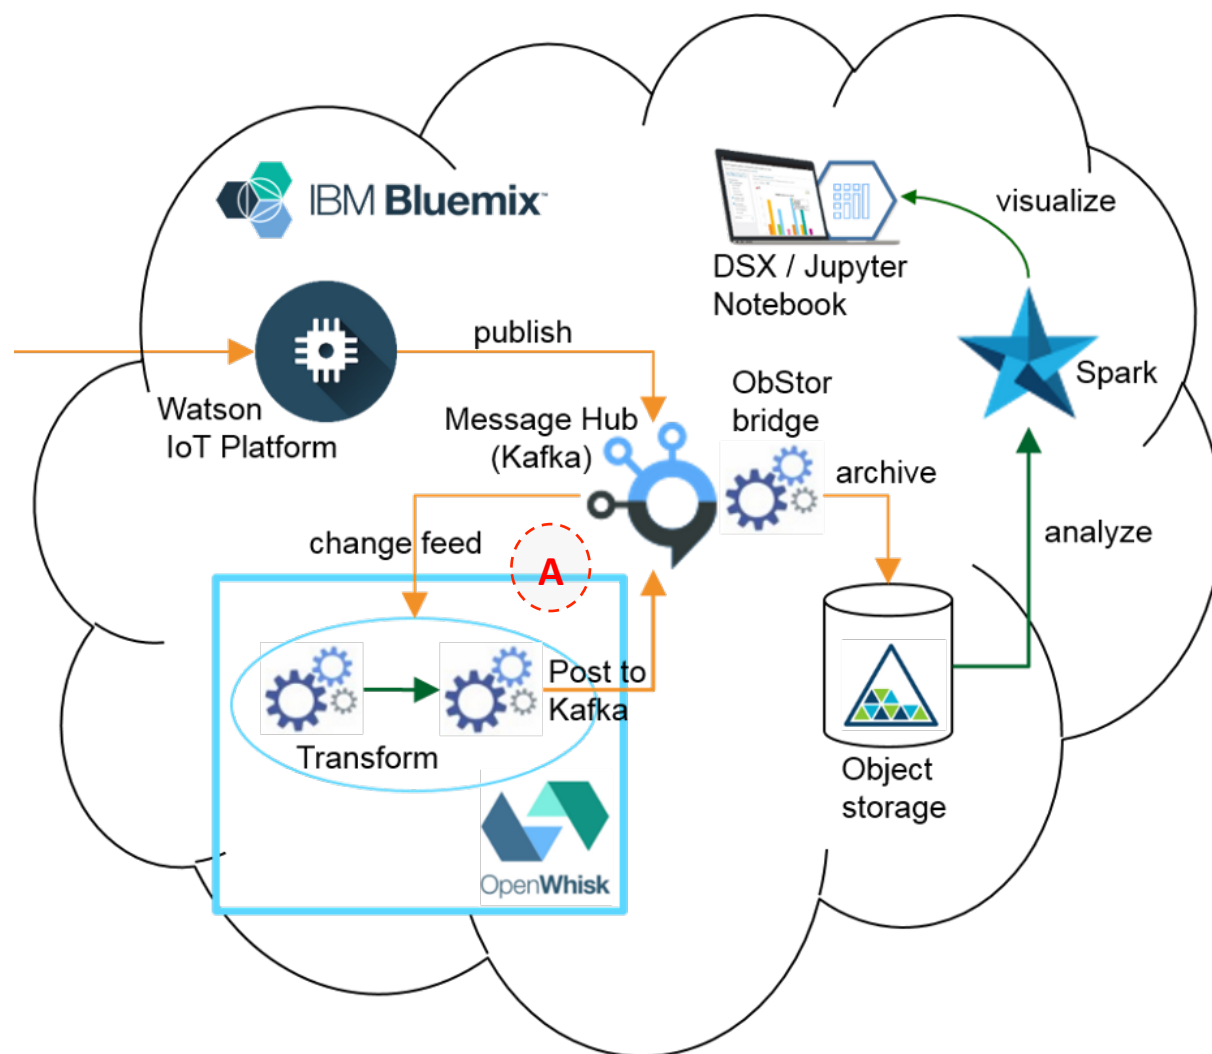 IBM Bluemix™
visualize
DSX / Jupyter
Notebook
publish
Spark
ObStor
bridge
Watson
IoT Platform
Message Hub
(Kafka)
archive
analyze
change feed
A
Post to
Kafka
Transform
Object
storage
OpenWhisk